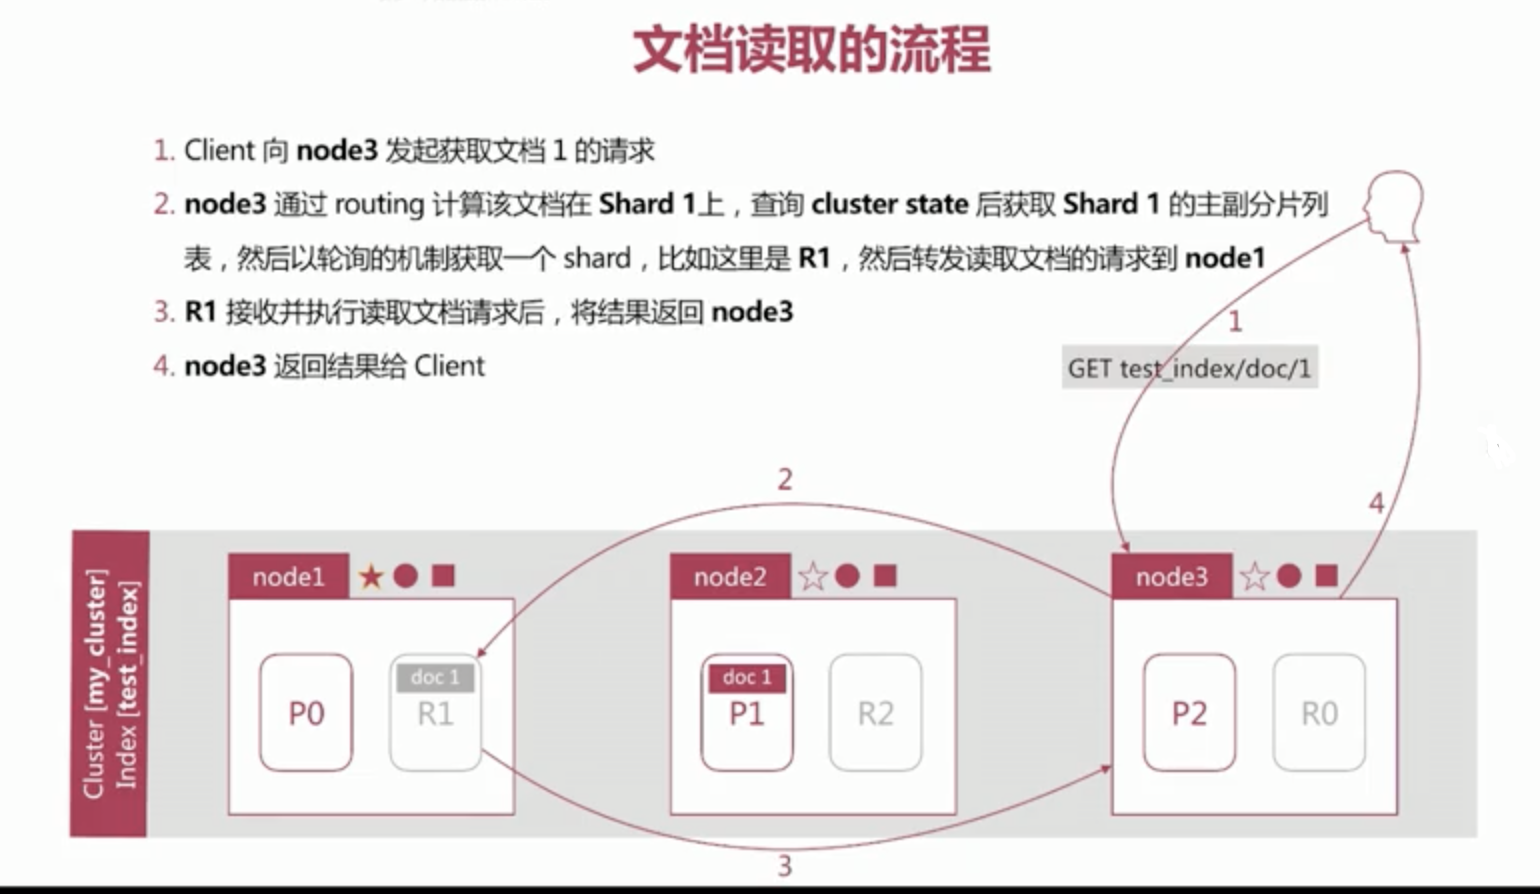 文档读取的流程
1. Client 向 node3 发起获取文档 1 的请求
2. node3 通过 routing 计算该文档在 Shard 1上，查询 cluster state 后获取 Shard 1 的主副分片列
表，然后以轮询的机制获取一个 shard，比如这里是 R1，然后转发读取文档的请求到 node1
3. R1 接收并执行读取文档请求后，将结果返回 node3
4. node3 返回结果给 Client
1
GET test_index/doc/1
2
4
Cluster [my_cluster]
Index [test_index]
node1
node2
node3
P0
doc 1
R1
doc 1
P1
R2
P2
R0
3